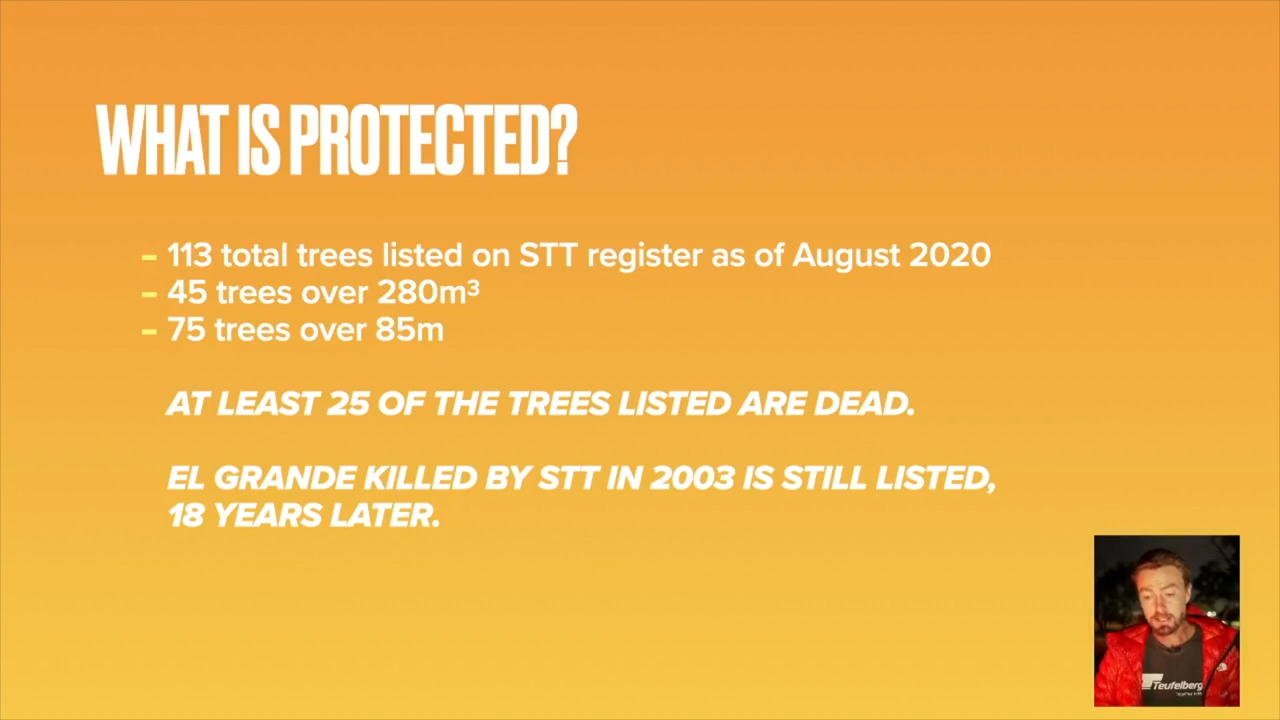 WHAT IS PROTECTED?
– 113 total trees listed on STT register as of August 2020
– 45 trees over 280m³
– 75 trees over 85m
AT LEAST 25 OF THE TREES LISTED ARE DEAD.
EL GRANDE KILLED BY STT IN 2003 IS STILL LISTED,
18 YEARS LATER.
Teufelberg